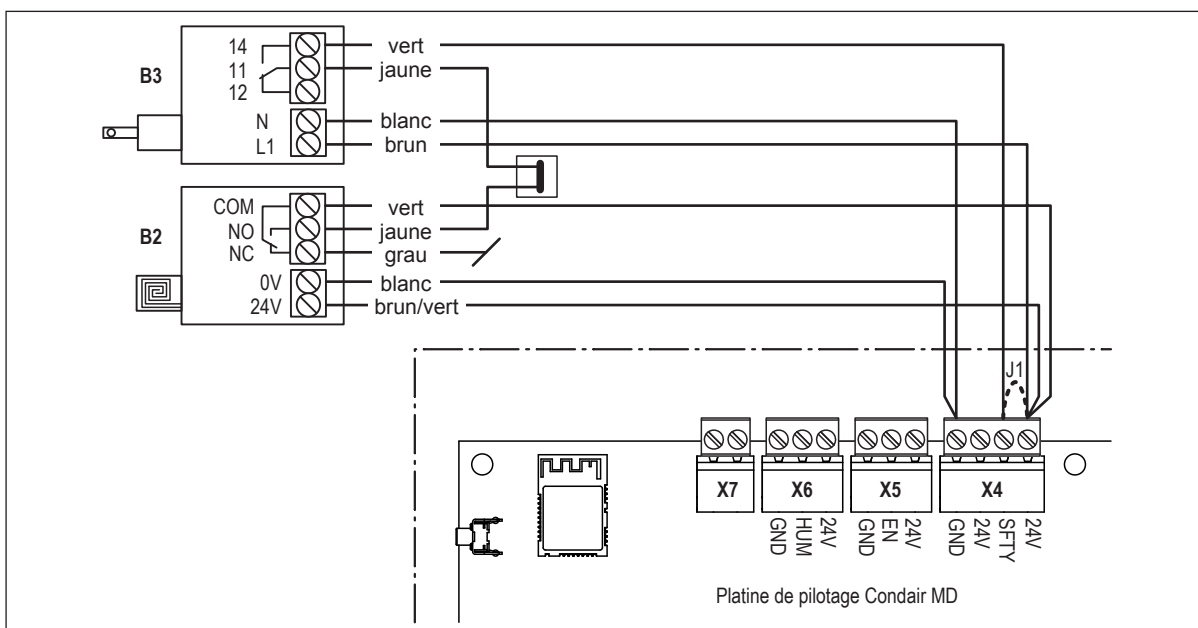 B3
14
11
12
N
L1
vert
jaune
blanc
brun
B2
COM
NO
NC
0V
24V
vert
jaune
grau
blanc
brun/vert
J1
X7
X6
X5
X4
GND
HUM
24V
GND
EN
24V
GND
24V
SFTY
24V
Platine de pilotage Condair MD